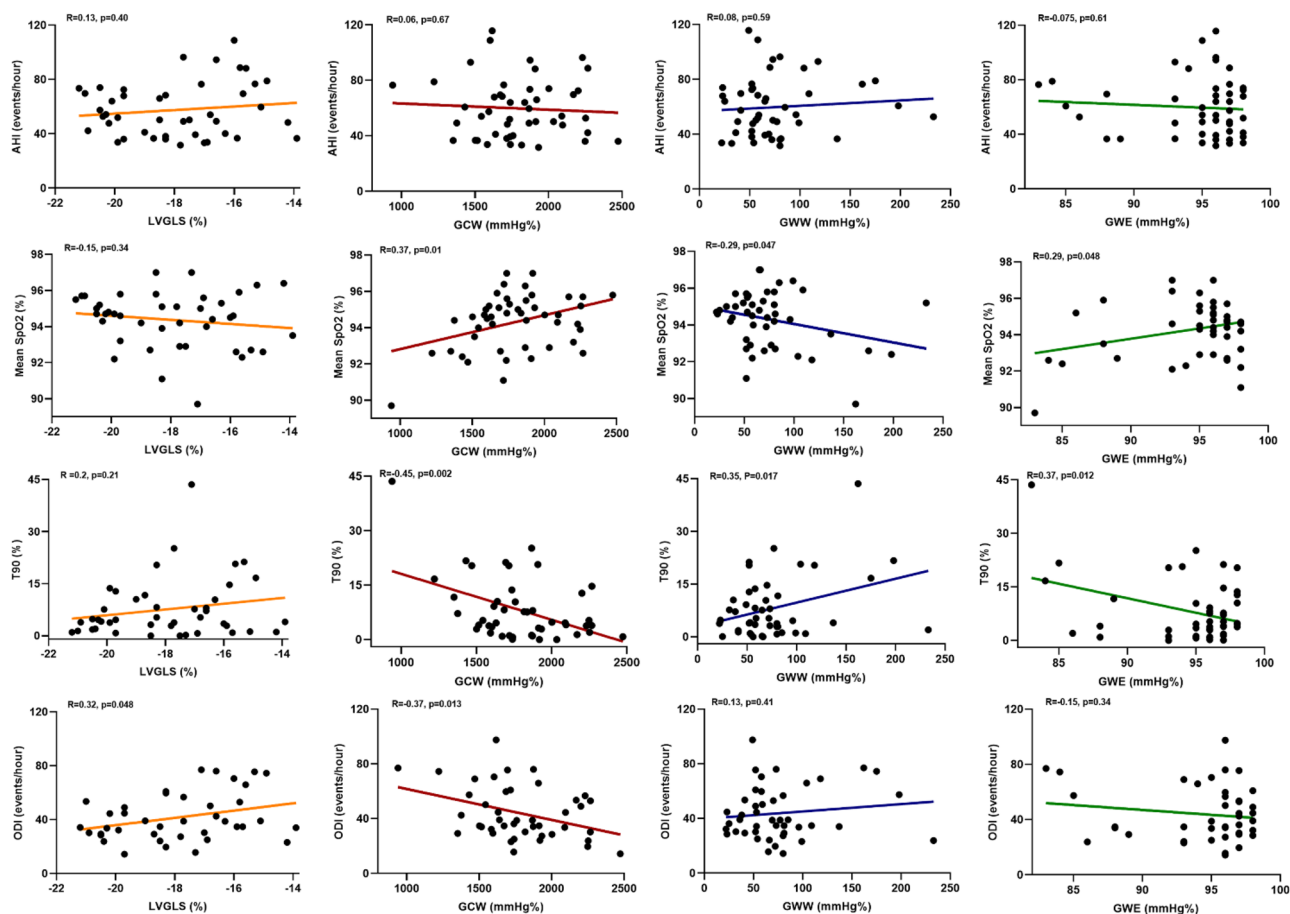 R=0.13, p=0.40
AHI (events/hour)
120
80
40
0
-22 -20 -18 -16 -14
LVGLS (%)
R=0.06, p=0.67
AHI (events/hour)
120
80
40
0
1000 1500 2000 2500
GCW (mmHg%)
R=0.08, p=0.59
AHI (events/hour)
120
80
40
0
0 50 100 150 200 250
GWW (mmHg%)
R=-0.075, p=0.61
AHI (events/hour)
120
80
40
0
85 90 95 100
GWE (mmHg%)
R=-0.15, p=0.34
Mean SpO2 (%)
98
96
94
92
90
-22 -20 -18 -16 -14
LVGLS (%)
R=0.37, p=0.01
Mean SpO2 (%)
98
96
94
92
90
1000 1500 2000 2500
GCW (mmHg%)
R=-0.29, p=0.047
Mean SpO2 (%)
98
96
94
92
90
0 50 100 150 200 250
GWW (mmHg%)
R=0.29, p=0.048
Mean SpO2 (%)
98
96
94
92
90
85 90 95 100
GWE (mmHg%)
R =0.2, p=0.21
T90 (%)
45
30
15
0
-22 -20 -18 -16 -14
LVGLS (%)
R=-0.45, p=0.002
T90 (%)
45
30
15
0
1000 1500 2000 2500
GCW (mmHg%)
R=0.35, P=0.017
T90 (%)
45
30
15
0
0 50 100 150 200 250
GWW (mmHg%)
R=0.37, p=0.012
T90 (%)
45
30
15
0
85 90 95 100
GWE (mmHg%)
R=0.32, p=0.048
ODI (events/hour)
120
80
40
0
-22 -20 -18 -16 -14
LVGLS (%)
R=-0.37, p=0.013
ODI (events/hour)
120
80
40
0
1000 1500 2000 2500
GCW (mmHg%)
R=0.13, p=0.41
ODI (events/hour)
120
80
40
0
0 50 100 150 200 250
GWW (mmHg%)
R=-0.15, p=0.34
ODI (events/hour)
120
80
40
0
85 90 95 100
GWE (mmHg%)